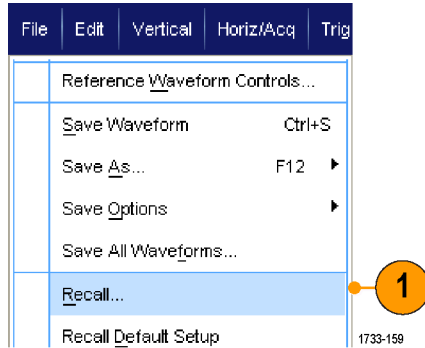 File Edit Vertical Horiz/Acq Trig
Reference Waveform Controls...
Save Waveform Ctrl+S
Save As... F12
Save Options
Save All Waveforms...
Recall... 1
Recall Default Setup 1733-159